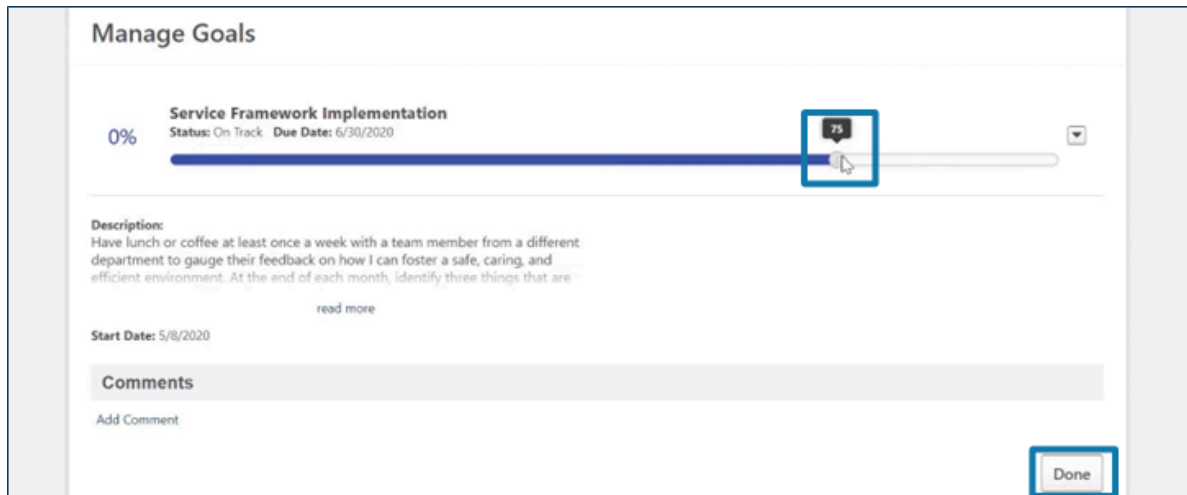 Manage Goals
Service Framework Implementation
0%
Status: On Track Due Date: 6/30/2020
75
Description:
Have lunch or coffee at least once a week with a team member from a different
department to gauge their feedback on how I can foster a safe, caring, and
efficient environment. At the end of each month, identify three things that are
read more
Start Date: 5/8/2020
Comments
Add Comment
Done